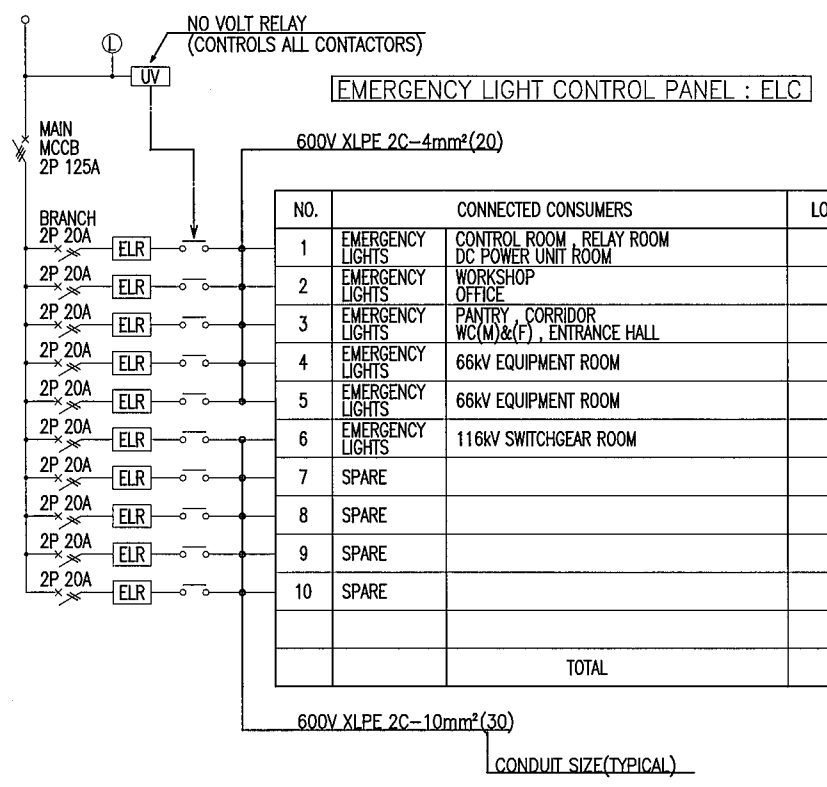 NO VOLT RELAY
(CONTROLS ALL CONTACTORS)
L
UV
EMERGENCY LIGHT CONTROL PANEL : ELC
MAIN
MCCB
2P 125A
600V XLPE 2C-4mm²(20)
NO. CONNECTED CONSUMERS LO
BRANCH
2P 20A ELR 1 EMERGENCY LIGHTS CONTROL ROOM , RELAY ROOM
DC POWER UNIT ROOM
2P 20A ELR 2 EMERGENCY LIGHTS WORKSHOP
OFFICE
2P 20A ELR 3 EMERGENCY LIGHTS PANTRY , CORRIDOR
WC(M)&(F) , ENTRANCE HALL
2P 20A ELR 4 EMERGENCY LIGHTS 66kV EQUIPMENT ROOM
2P 20A ELR 5 EMERGENCY LIGHTS 66kV EQUIPMENT ROOM
2P 20A ELR 6 EMERGENCY LIGHTS 116kV SWITCHGEAR ROOM
2P 20A ELR 7 SPARE
2P 20A ELR 8 SPARE
2P 20A ELR 9 SPARE
2P 20A ELR 10 SPARE
TOTAL
600V XLPE 2C-10mm²(30)
CONDUIT SIZE(TYPICAL)